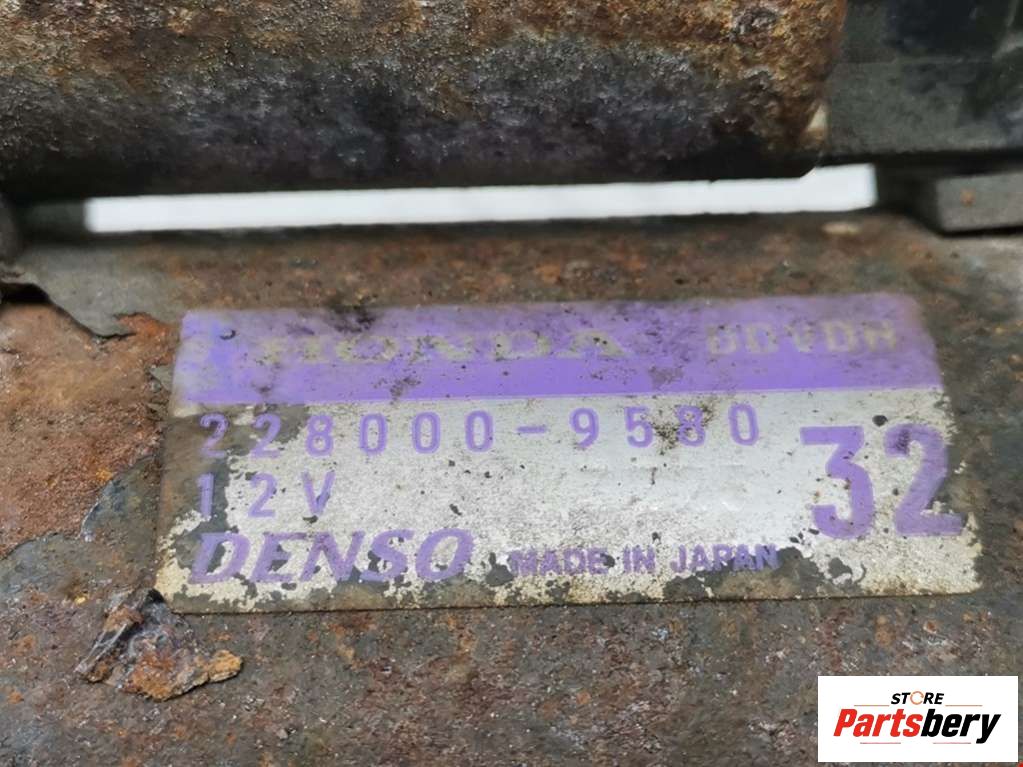 HONDA
228000-9580
12V
32
DENSO MADE IN JAPAN
STORE
Partsbery